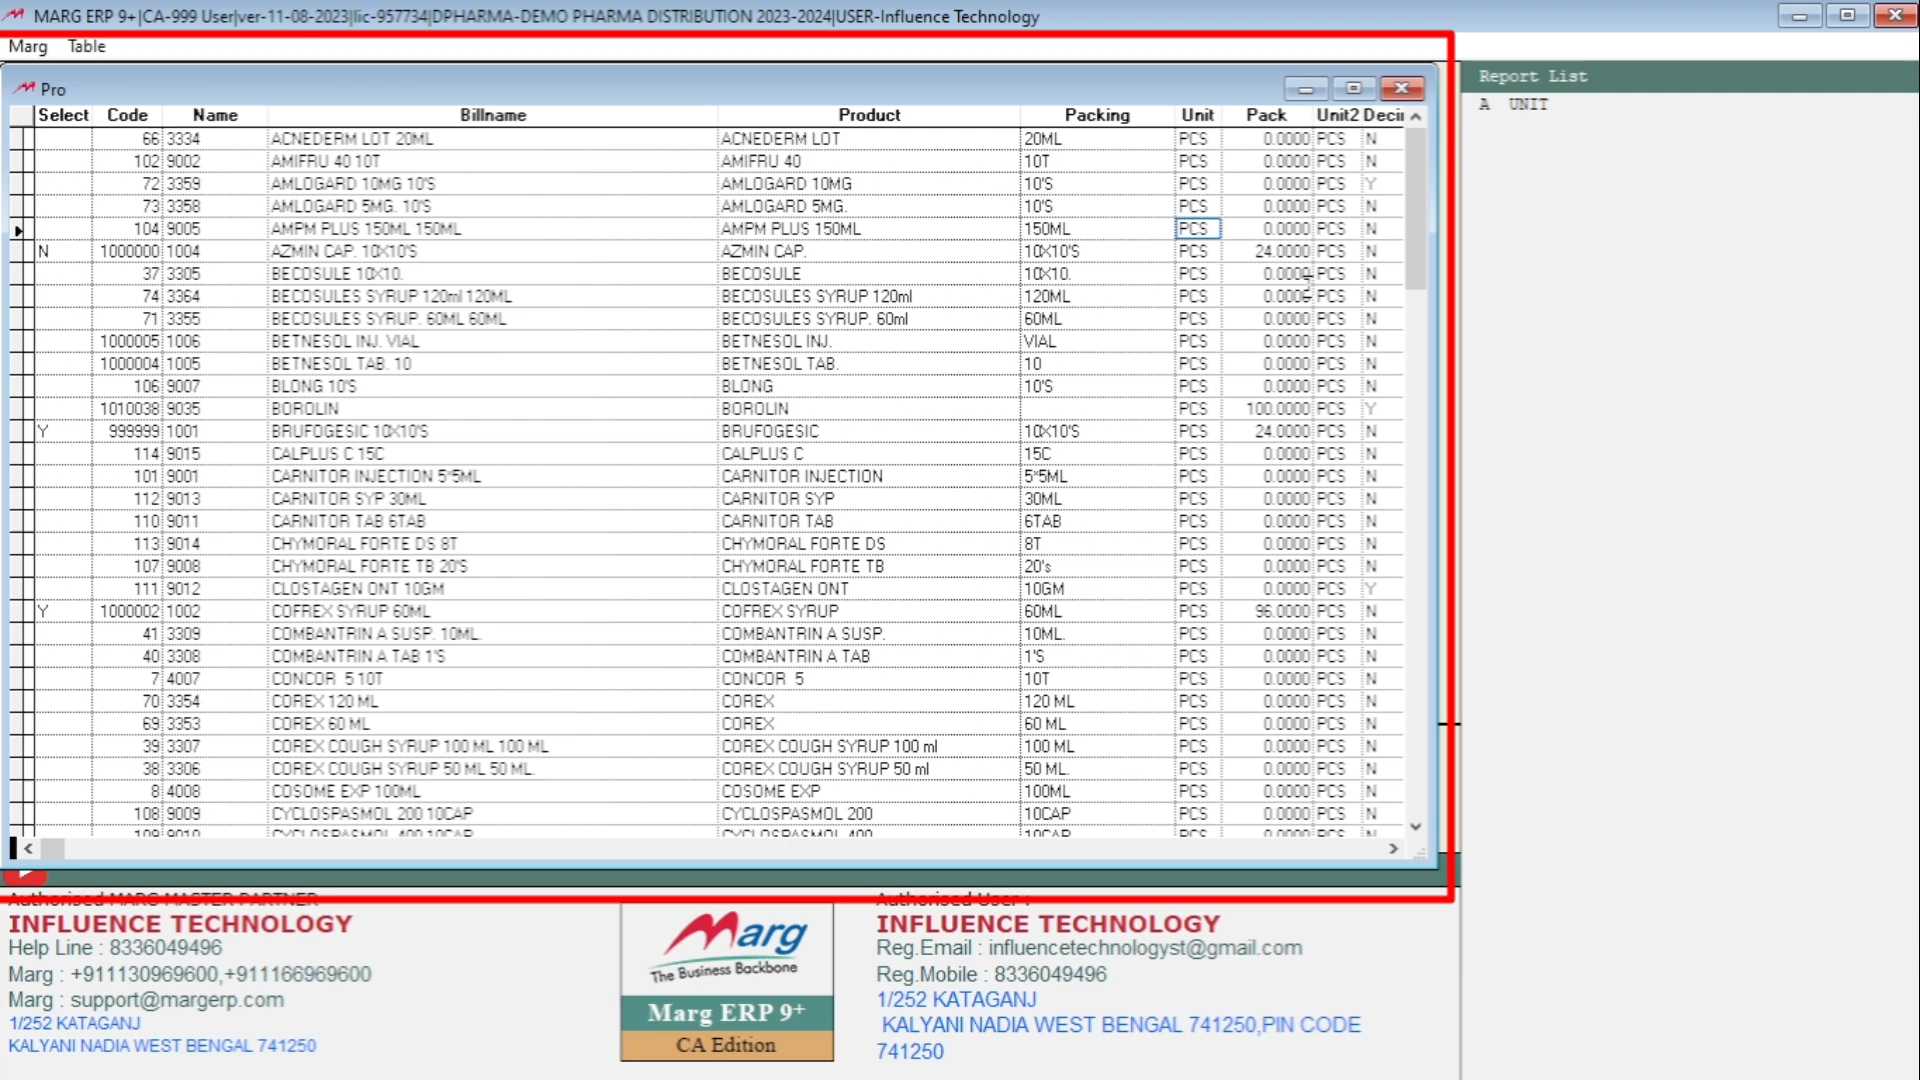 MARG ERP 9+|CA-999 User|ver-11-08-2023|lic-957734|DPHARMA-DEMO PHARMA DISTRIBUTION 2023-2024|USER-Influence Technology
Marg Table
Report List
A UNIT
Pro
Select Code Name Billname Product Packing Unit Pack Unit2 Deci
66 3334 ACNEDERM LOT 20ML ACNEDERM LOT 20ML PCS 0.0000 PCS N
102 9002 AMIFRU 40 10T AMIFRU 40 10T PCS 0.0000 PCS N
72 3359 AMLOGARD 10MG 10'S AMLOGARD 10MG 10'S PCS 0.0000 PCS Y
73 3358 AMLOGARD 5MG. 10'S AMLOGARD 5MG. 10'S PCS 0.0000 PCS N
104 9005 AMPM PLUS 150ML 150ML AMPM PLUS 150ML 150ML PCS 0.0000 PCS N
N 1000000 1004 AZMIN CAP. 10X10'S AZMIN CAP. 10X10'S PCS 24.0000 PCS N
37 3305 BECOSULE 10X10. BECOSULE 10X10. PCS 0.0000 PCS N
74 3364 BECOSULES SYRUP 120ml 120ML BECOSULES SYRUP 120ml 120ML PCS 0.0000 PCS N
71 3355 BECOSULES SYRUP. 60ML 60ML BECOSULES SYRUP. 60ml 60ML PCS 0.0000 PCS N
1000005 1006 BETNESOL INJ. VIAL BETNESOL INJ. VIAL PCS 0.0000 PCS N
1000004 1005 BETNESOL TAB. 10 BETNESOL TAB. 10 PCS 0.0000 PCS N
106 9007 BLONG 10'S BLONG 10'S PCS 0.0000 PCS N
1010038 9035 BOROLIN BOROLIN PCS 100.0000 PCS Y
Y 999999 1001 BRUFOGESIC 10X10'S BRUFOGESIC 10X10'S PCS 24.0000 PCS N
114 9015 CALPLUS C 15C CALPLUS C 15C PCS 0.0000 PCS N
101 9001 CARNITOR INJECTION 5*5ML CARNITOR INJECTION 5*5ML PCS 0.0000 PCS N
112 9013 CARNITOR SYP 30ML CARNITOR SYP 30ML PCS 0.0000 PCS N
110 9011 CARNITOR TAB 6TAB CARNITOR TAB 6TAB PCS 0.0000 PCS N
113 9014 CHYMORAL FORTE DS 8T CHYMORAL FORTE DS 8T PCS 0.0000 PCS N
107 9008 CHYMORAL FORTE TB 20'S CHYMORAL FORTE TB 20's PCS 0.0000 PCS N
111 9012 CLOSTAGEN ONT 10GM CLOSTAGEN ONT 10GM PCS 0.0000 PCS Y
Y 1000002 1002 COFREX SYRUP 60ML COFREX SYRUP 60ML PCS 96.0000 PCS N
41 3309 COMBANTRIN A SUSP. 10ML. COMBANTRIN A SUSP. 10ML. PCS 0.0000 PCS N
40 3308 COMBANTRIN A TAB 1'S COMBANTRIN A TAB 1'S PCS 0.0000 PCS N
7 4007 CONCOR 5 10T CONCOR 5 10T PCS 0.0000 PCS N
70 3354 COREX 120 ML COREX 120 ML PCS 0.0000 PCS N
69 3353 COREX 60 ML COREX 60 ML PCS 0.0000 PCS N
39 3307 COREX COUGH SYRUP 100 ML 100 ML COREX COUGH SYRUP 100 ml 100 ML PCS 0.0000 PCS N
38 3306 COREX COUGH SYRUP 50 ML 50 ML. COREX COUGH SYRUP 50 ml 50 ML. PCS 0.0000 PCS N
8 4008 COSOME EXP 100ML COSOME EXP 100ML PCS 0.0000 PCS N
108 9009 CYCLOSPASMOL 200 10CAP CYCLOSPASMOL 200 10CAP PCS 0.0000 PCS N
109 9010 CYCLOSPASMOL 400 10CAP CYCLOSPASMOL 400 10CAP PCS 0.0000 PCS N
Authorised MARG MASTER PARTNER
INFLUENCE TECHNOLOGY
Help Line : 8336049496
Marg : +911130969600,+911166969600
Marg : support@margerp.com
1/252 KATAGANJ
KALYANI NADIA WEST BENGAL 741250
Marg
The Business Backbone
Marg ERP 9+
CA Edition
Authorised User :
INFLUENCE TECHNOLOGY
Reg.Email : influencetechnologyst@gmail.com
Reg.Mobile : 8336049496
1/252 KATAGANJ
KALYANI NADIA WEST BENGAL 741250,PIN CODE
741250